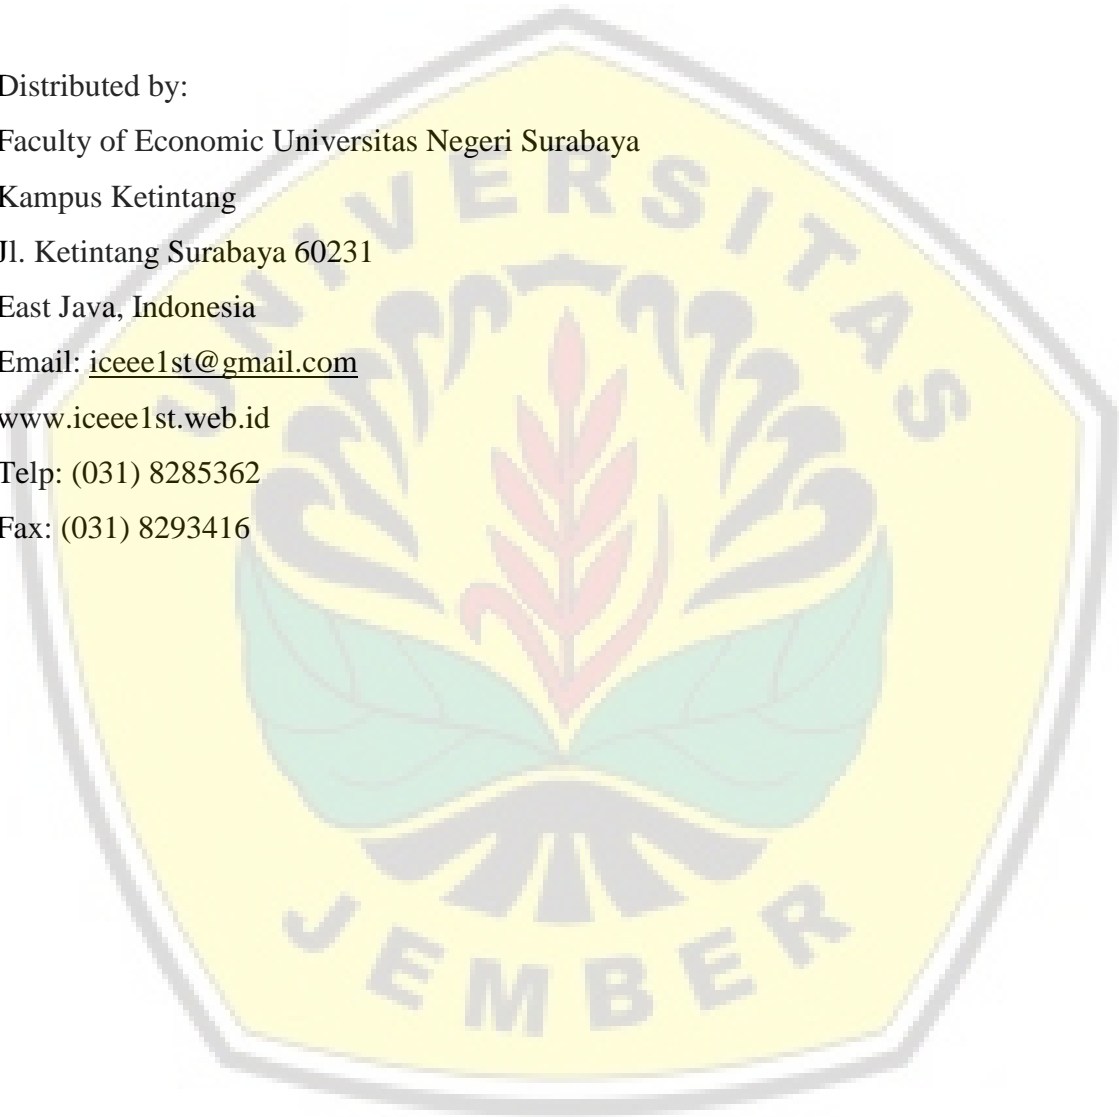 Distributed by:
Faculty of Economic Universitas Negeri Surabaya
Kampus Ketintang
Jl. Ketintang Surabaya 60231
East Java, Indonesia
Email: iceee1st@gmail.com
www.iceee1st.web.id
Telp: (031) 8285362
Fax: (031) 8293416
UNIVERSITAS
JEMBER